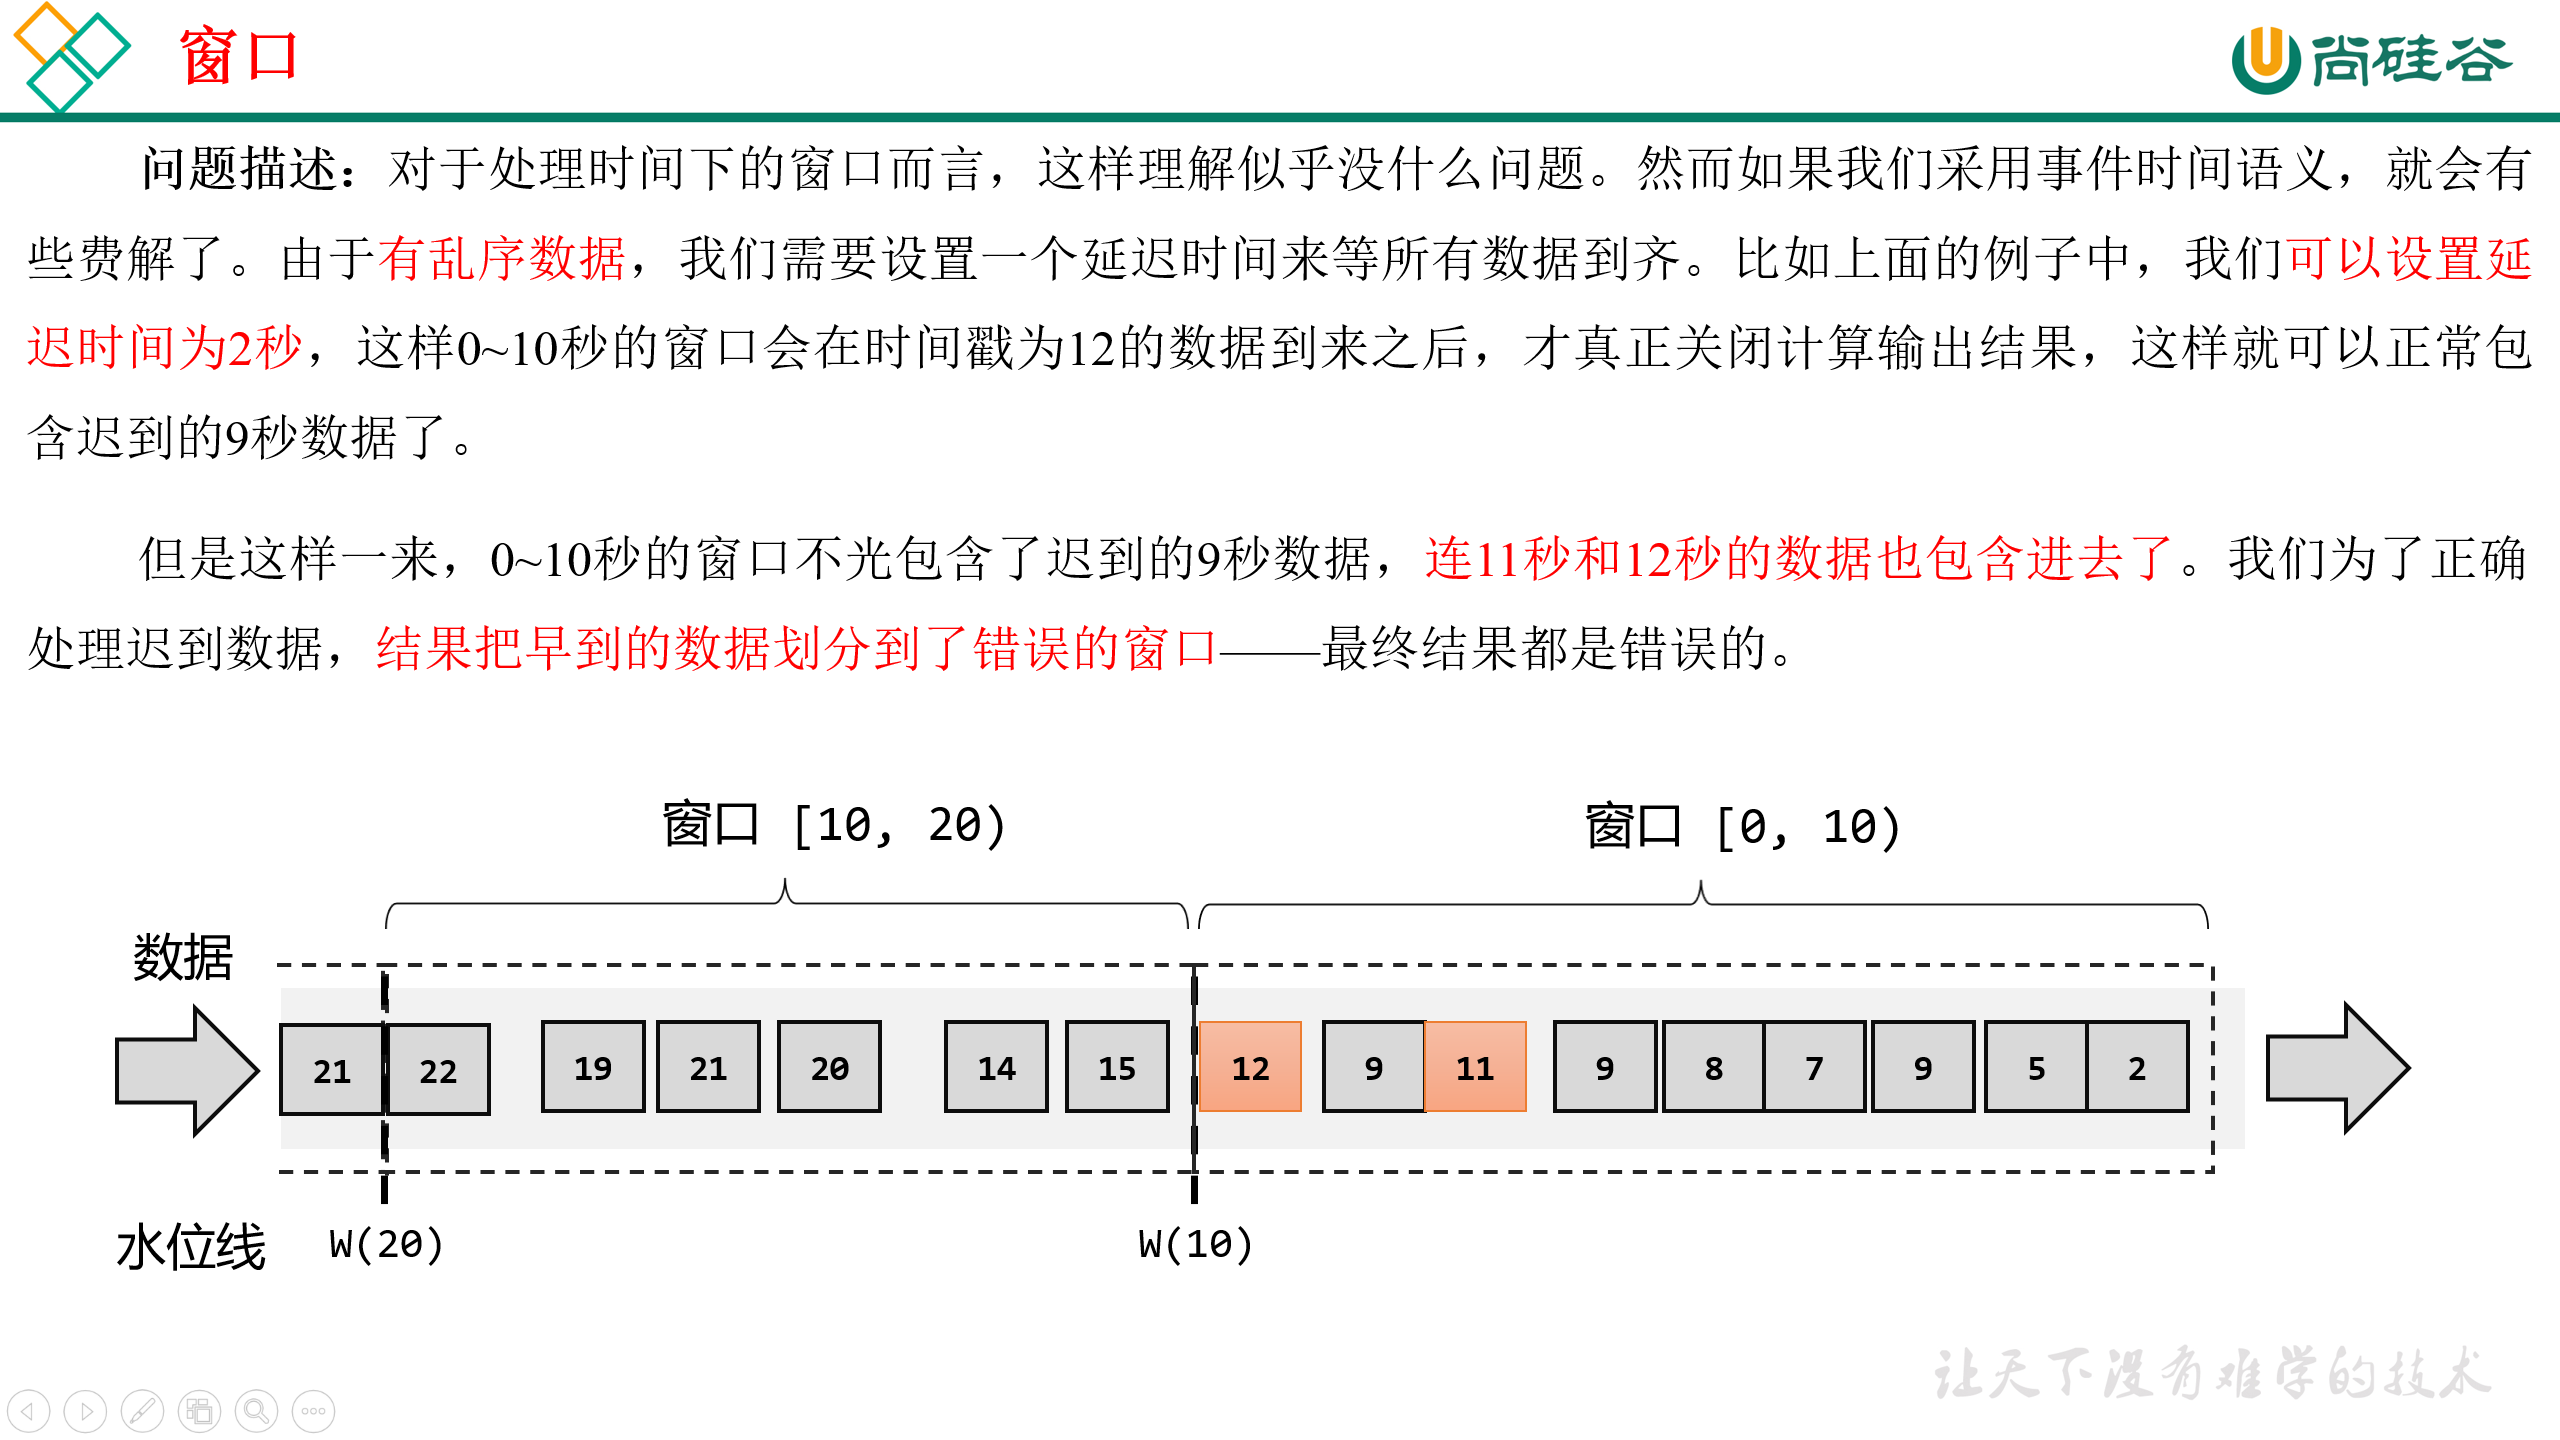 窗口
尚硅谷
问题描述：对于处理时间下的窗口而言，这样理解似乎没什么问题。然而如果我们采用事件时间语义，就会有
些费解了。由于有乱序数据，我们需要设置一个延迟时间来等所有数据到齐。比如上面的例子中，我们可以设置延
迟时间为2秒，这样0~10秒的窗口会在时间戳为12的数据到来之后，才真正关闭计算输出结果，这样就可以正常包
含迟到的9秒数据了。
但是这样一来，0~10秒的窗口不光包含了迟到的9秒数据，连11秒和12秒的数据也包含进去了。我们为了正确
处理迟到数据，结果把早到的数据划分到了错误的窗口——最终结果都是错误的。
窗口 [10, 20)
窗口 [0, 10)
数据
21 22 19 21 20 14 15 12 9 11 9 8 7 9 5 2
水位线
W(20)
W(10)
让天下没有难学的技术